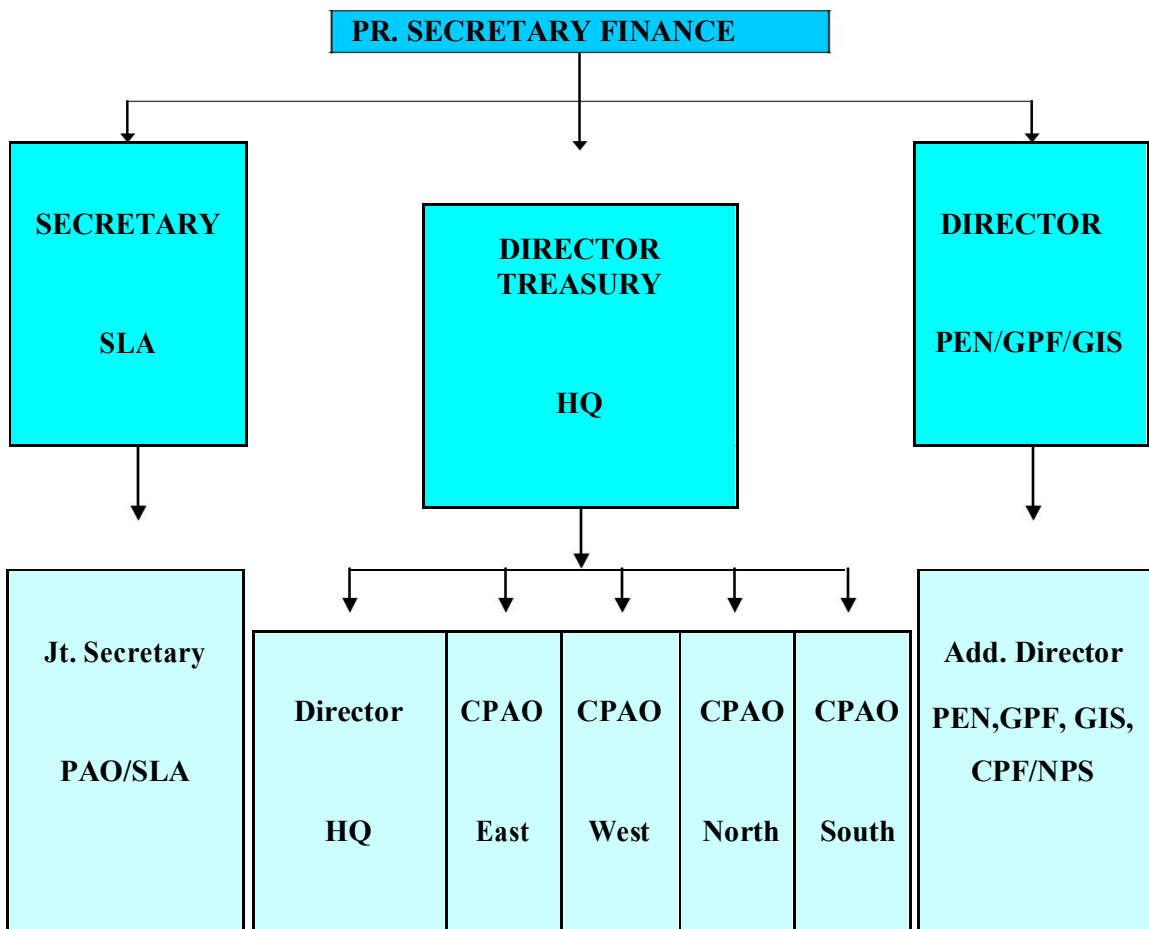 PR. SECRETARY FINANCE
SECRETARY
SLA
DIRECTOR
TREASURY
HQ
DIRECTOR
PEN/GPF/GIS
Jt. Secretary
PAO/SLA
Director
HQ
CPAO
East
CPAO
West
CPAO
North
CPAO
South
Add. Director
PEN,GPF, GIS,
CPF/NPS